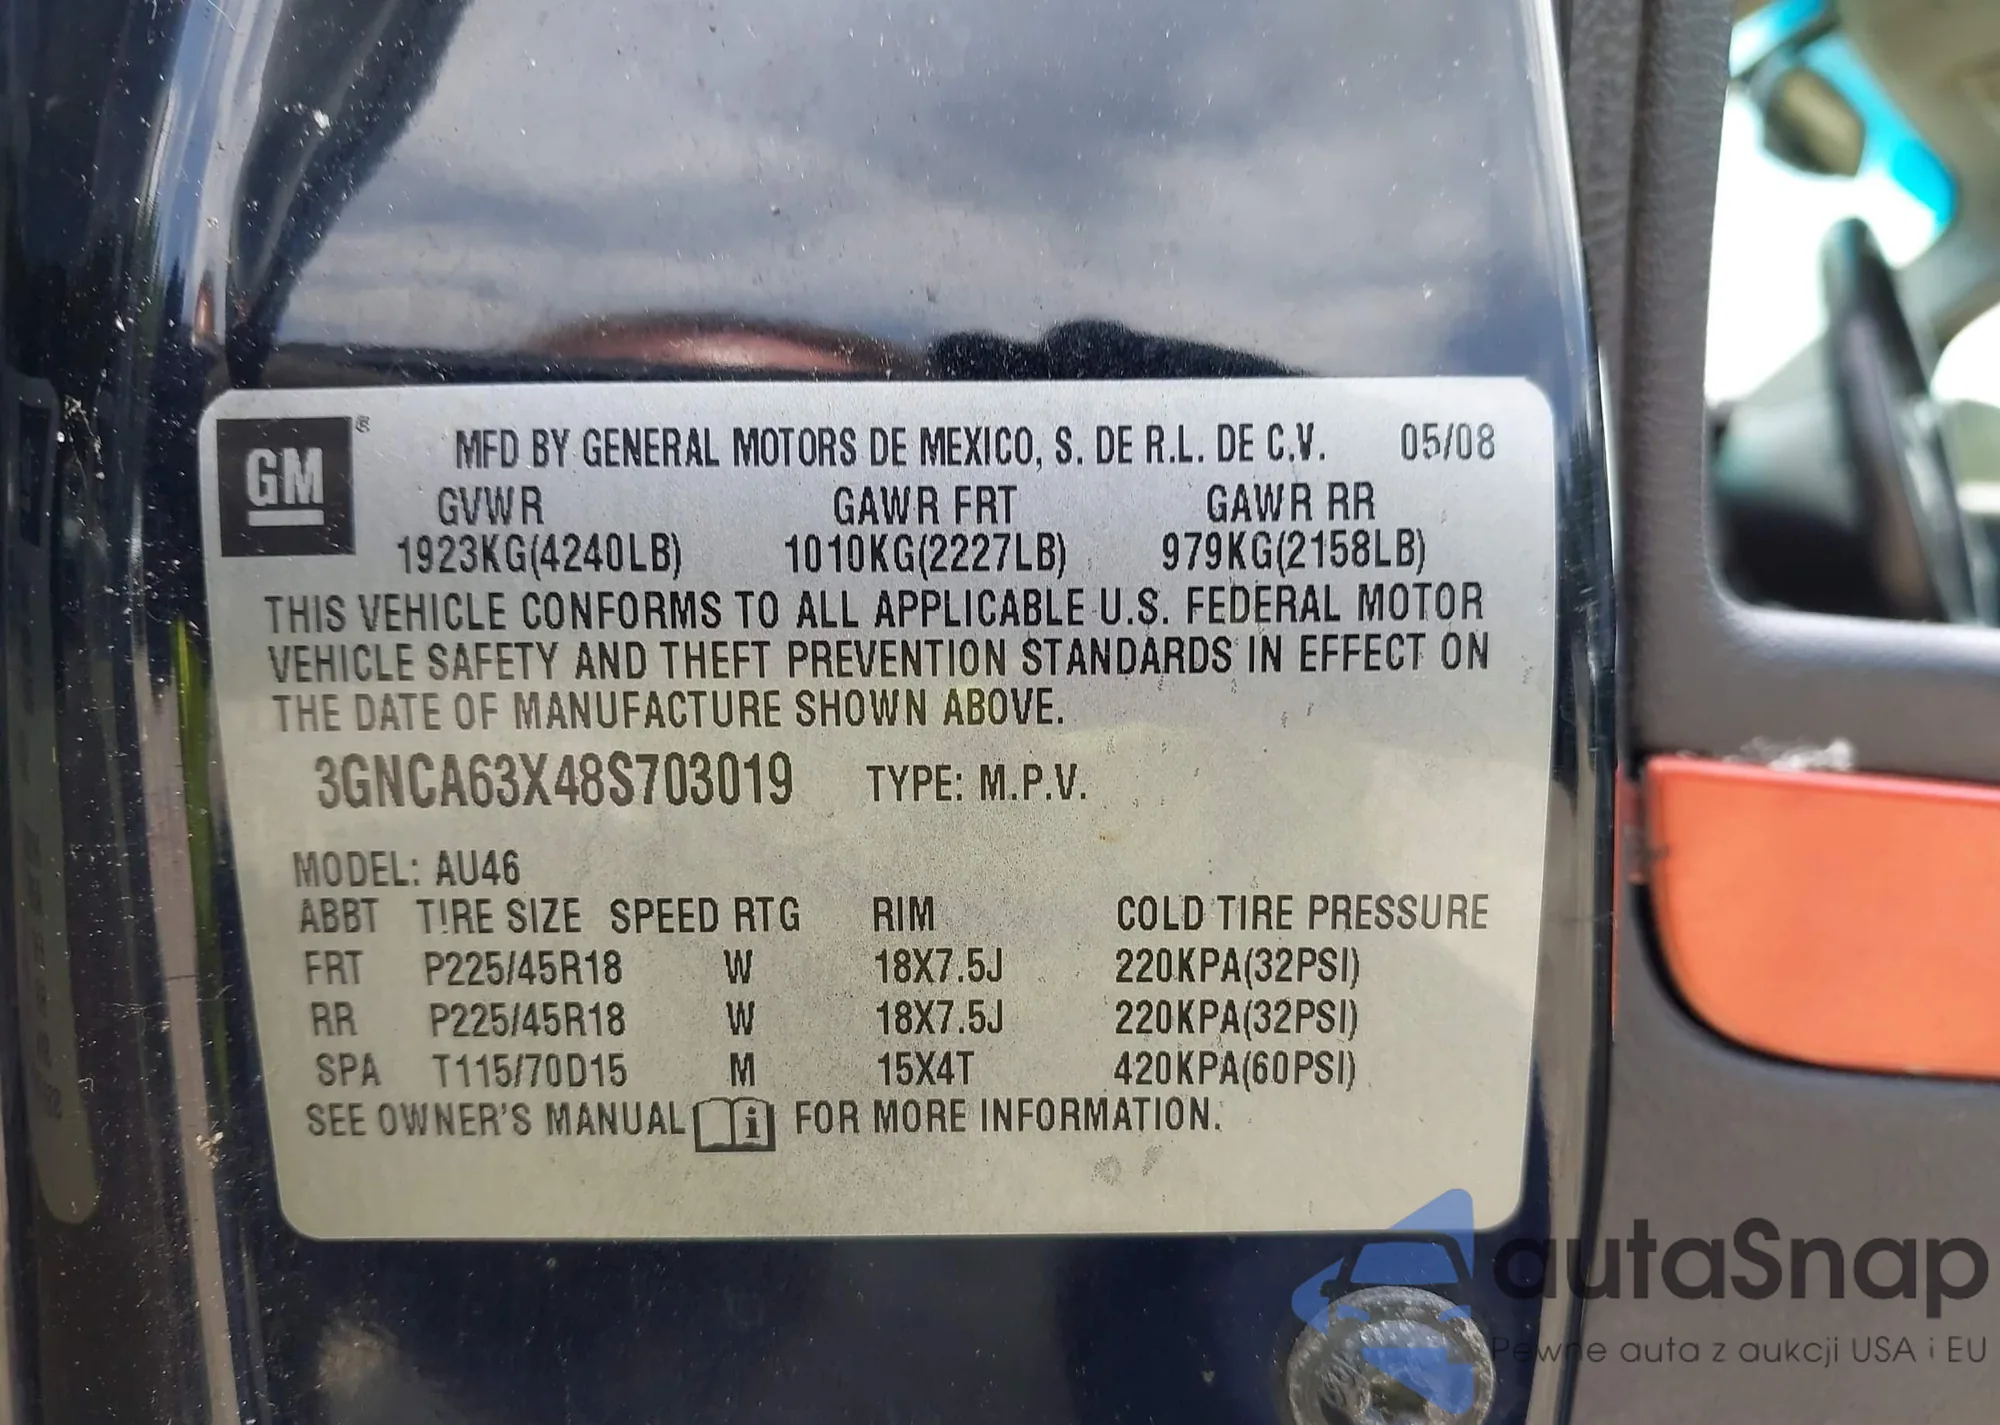 GM ®
MFD BY GENERAL MOTORS DE MEXICO, S. DE R.L. DE C.V. 05/08
GVWR GAWR FRT GAWR RR
1923KG(4240LB) 1010KG(2227LB) 979KG(2158LB)
THIS VEHICLE CONFORMS TO ALL APPLICABLE U.S. FEDERAL MOTOR
VEHICLE SAFETY AND THEFT PREVENTION STANDARDS IN EFFECT ON
THE DATE OF MANUFACTURE SHOWN ABOVE.
3GNCA63X48S703019 TYPE: M.P.V.
MODEL: AU46
ABBT TIRE SIZE SPEED RTG RIM COLD TIRE PRESSURE
FRT P225/45R18 W 18X7.5J 220KPA(32PSI)
RR P225/45R18 W 18X7.5J 220KPA(32PSI)
SPA T115/70D15 M 15X4T 420KPA(60PSI)
SEE OWNER'S MANUAL i FOR MORE INFORMATION.
autaSnap
Pewne auta z aukcji USA i EU